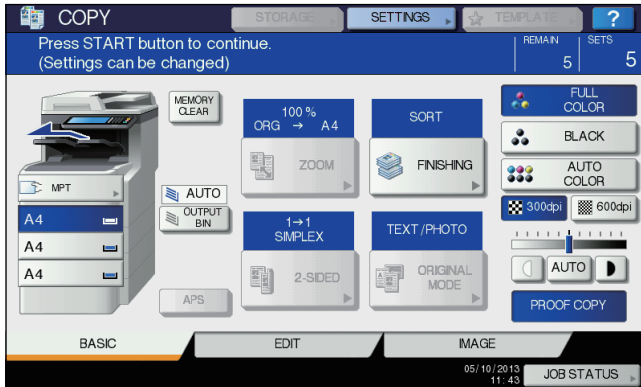 COPY
STORAGE
SETTINGS
TEMPLATE
?
Press START button to continue.
(Settings can be changed)
REMAIN
5
SETS
5
MEMORY
CLEAR
100 %
ORG → A4
ZOOM
SORT
FINISHING
FULL
COLOR
BLACK
AUTO
COLOR
MPT
AUTO
OUTPUT
BIN
A4
A4
A4
1→1
SIMPLEX
2-SIDED
TEXT/PHOTO
ORIGINAL
MODE
300dpi
600dpi
AUTO
APS
PROOF COPY
BASIC
EDIT
IMAGE
05/10/2013
11:43
JOB STATUS